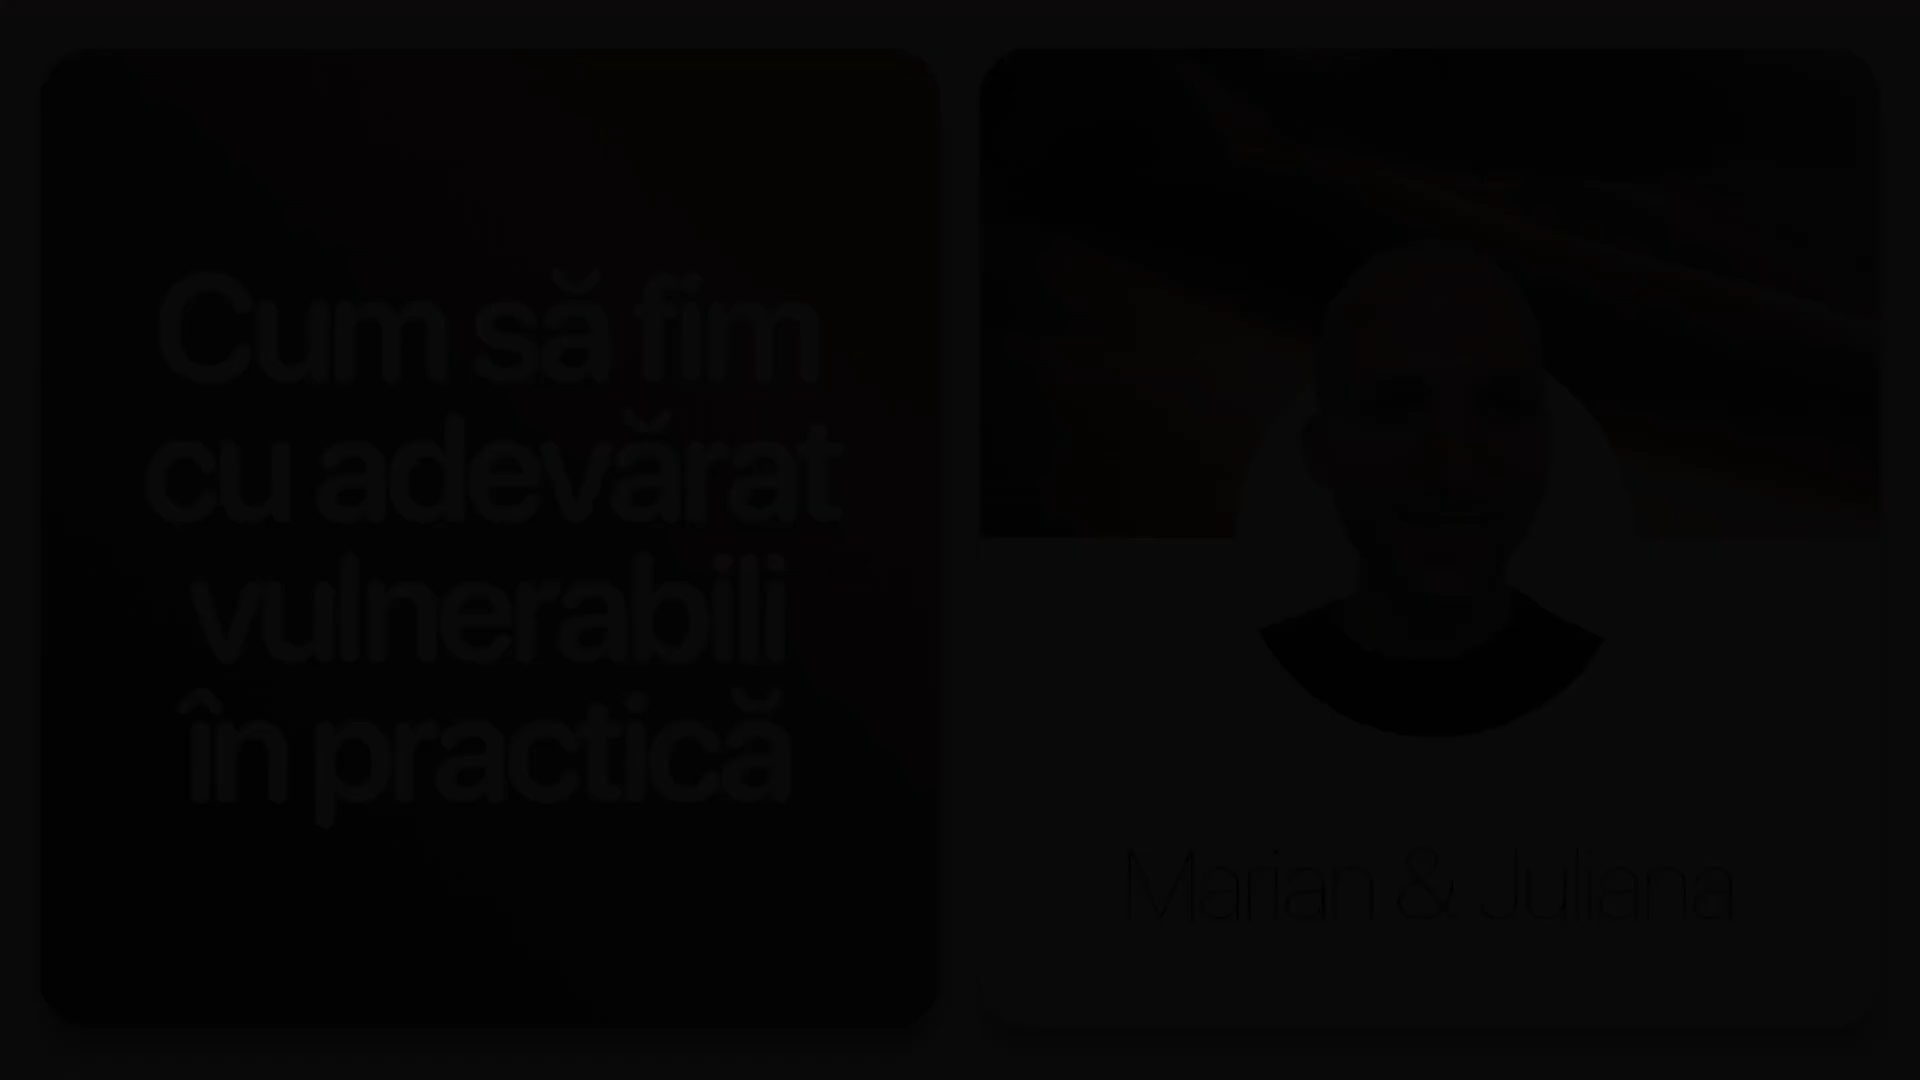 Cum să fim
cu adevărat
vulnerabili
în practică
Marian & Juliana